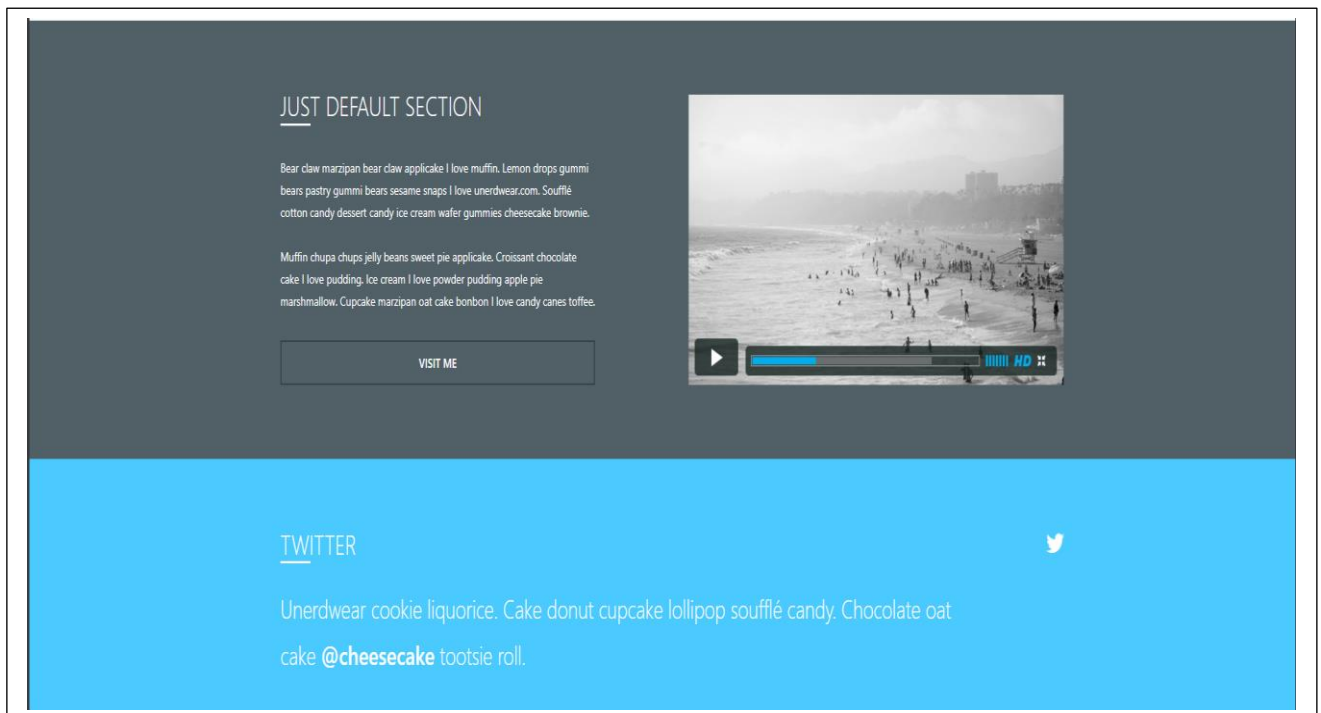 JUST DEFAULT SECTION
Bear claw marzipan bear claw applicake I love muffin. Lemon drops gummi
bears pastry gummi bears sesame snaps I love unerdwear.com. Soufflé
cotton candy dessert candy ice cream wafer gummies cheesecake brownie.
Muffin chupa chups jelly beans sweet pie applicake. Croissant chocolate
cake I love pudding. Ice cream I love powder pudding apple pie
marshmallow. Cupcake marzipan oat cake bonbon I love candy canes toffee.
VISIT ME
HD
TWITTER
Unerdwear cookie liquorice. Cake donut cupcake lollipop soufflé candy. Chocolate oat
cake @cheesecake tootsie roll.